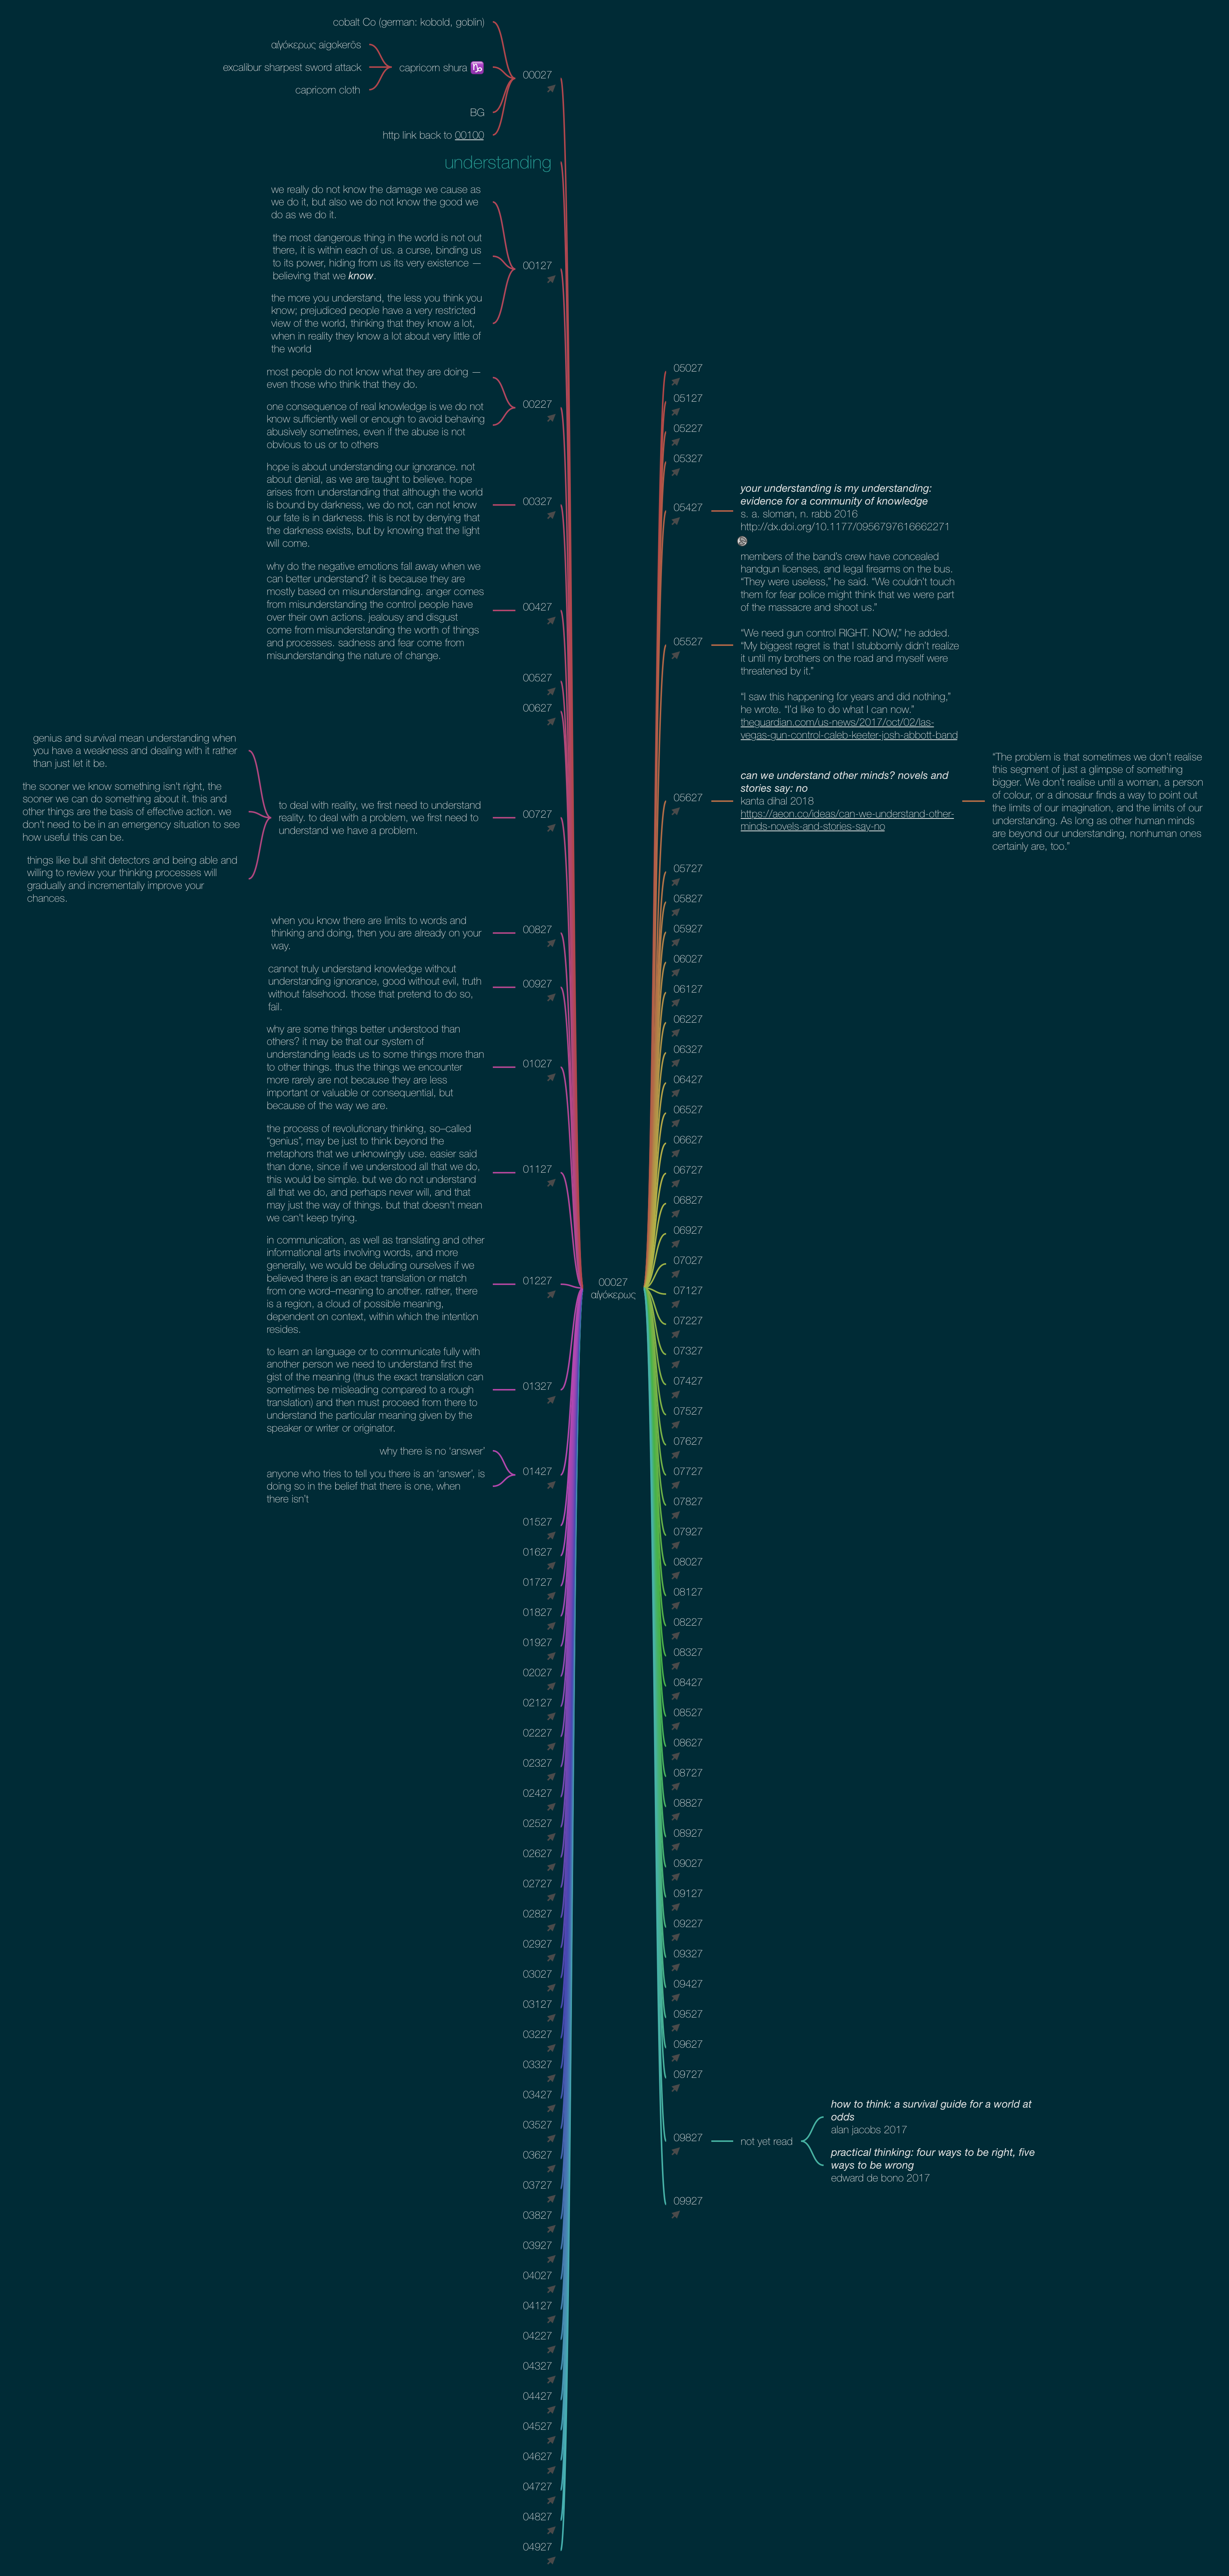 cobalt Co (german: kobold, goblin)
αἰγόκερως aigokerōs
excalibur sharpest sword attack
capricorn cloth
capricorn shura ♑
BG
http link back to 00100
00027
understanding
we really do not know the damage we cause as
we do it, but also we do not know the good we
do as we do it.
the most dangerous thing in the world is not out
there, it is within each of us. a curse, binding us
to its power, hiding from us its very existence —
believing that we know.
the more you understand, the less you think you
know; prejudiced people have a very restricted
view of the world, thinking that they know a lot,
when in reality they know a lot about very little of
the world
00127
most people do not know what they are doing —
even those who think that they do.
one consequence of real knowledge is we do not
know sufficiently well or enough to avoid behaving
abusively sometimes, even if the abuse is not
obvious to us or to others
00227
hope is about understanding our ignorance. not
about denial, as we are taught to believe. hope
arises from understanding that although the world
is bound by darkness, we do not, can not know
our fate is in darkness. this is not by denying that
the darkness exists, but by knowing that the light
will come.
00327
why do the negative emotions fall away when we
can better understand? it is because they are
mostly based on misunderstanding. anger comes
from misunderstanding the control people have
over their own actions. jealousy and disgust
come from misunderstanding the worth of things
and processes. sadness and fear come from
misunderstanding the nature of change.
00427
00527
00627
genius and survival mean understanding when
you have a weakness and dealing with it rather
than just let it be.
the sooner we know something isn't right, the
sooner we can do something about it. this and
other things are the basis of effective action. we
don't need to be in an emergency situation to see
how useful this can be.
things like bull shit detectors and being able and
willing to review your thinking processes will
gradually and incrementally improve your
chances.
to deal with reality, we first need to understand
reality. to deal with a problem, we first need to
understand we have a problem.
00727
when you know there are limits to words and
thinking and doing, then you are already on your
way.
00827
cannot truly understand knowledge without
understanding ignorance, good without evil, truth
without falsehood. those that pretend to do so,
fail.
00927
why are some things better understood than
others? it may be that our system of
understanding leads us to some things more than
to other things. thus the things we encounter
more rarely are not because they are less
important or valuable or consequential, but
because of the way we are.
01027
the process of revolutionary thinking, so–called
“genius”, may be just to think beyond the
metaphors that we unknowingly use. easier said
than done, since if we understood all that we do,
this would be simple. but we do not understand
all that we do, and perhaps never will, and that
may just the way of things. but that doesn't mean
we can't keep trying.
01127
in communication, as well as translating and other
informational arts involving words, and more
generally, we would be deluding ourselves if we
believed there is an exact translation or match
from one word–meaning to another. rather, there
is a region, a cloud of possible meaning,
dependent on context, within which the intention
resides.
01227
to learn an language or to communicate fully with
another person we need to understand first the
gist of the meaning (thus the exact translation can
sometimes be misleading compared to a rough
translation) and then must proceed from there to
understand the particular meaning given by the
speaker or writer or originator.
01327
why there is no ‘answer’
anyone who tries to tell you there is an ‘answer’, is
doing so in the belief that there is one, when
there isn't
01427
01527
01627
01727
01827
01927
02027
02127
02227
02327
02427
02527
02627
02727
02827
02927
03027
03127
03227
03327
03427
03527
03627
03727
03827
03927
04027
04127
04227
04327
04427
04527
04627
04727
04827
04927
00027
αἰγόκερως
05027
05127
05227
05327
05427
your understanding is my understanding:
evidence for a community of knowledge
s. a. sloman, n. rabb 2016
http://dx.doi.org/10.1177/0956797616662271
05527
members of the band's crew have concealed
handgun licenses, and legal firearms on the bus.
“They were useless,” he said. “We couldn't touch
them for fear police might think that we were part
of the massacre and shoot us.”
“We need gun control RIGHT. NOW,” he added.
“My biggest regret is that I stubbornly didn't realize
it until my brothers on the road and myself were
threatened by it.”
“I saw this happening for years and did nothing,”
he wrote. “I'd like to do what I can now.”
theguardian.com/us-news/2017/oct/02/las-
vegas-gun-control-caleb-keeter-josh-abbott-band
05627
can we understand other minds? novels and
stories say: no
kanta dihal 2018
https://aeon.co/ideas/can-we-understand-other-
minds-novels-and-stories-say-no
“The problem is that sometimes we don't realise
this segment of just a glimpse of something
bigger. We don't realise until a woman, a person
of colour, or a dinosaur finds a way to point out
the limits of our imagination, and the limits of our
understanding. As long as other human minds
are beyond our understanding, nonhuman ones
certainly are, too.”
05727
05827
05927
06027
06127
06227
06327
06427
06527
06627
06727
06827
06927
07027
07127
07227
07327
07427
07527
07627
07727
07827
07927
08027
08127
08227
08327
08427
08527
08627
08727
08827
08927
09027
09127
09227
09327
09427
09527
09627
09727
09827
not yet read
how to think: a survival guide for a world at
odds
alan jacobs 2017
practical thinking: four ways to be right, five
ways to be wrong
edward de bono 2017
09927